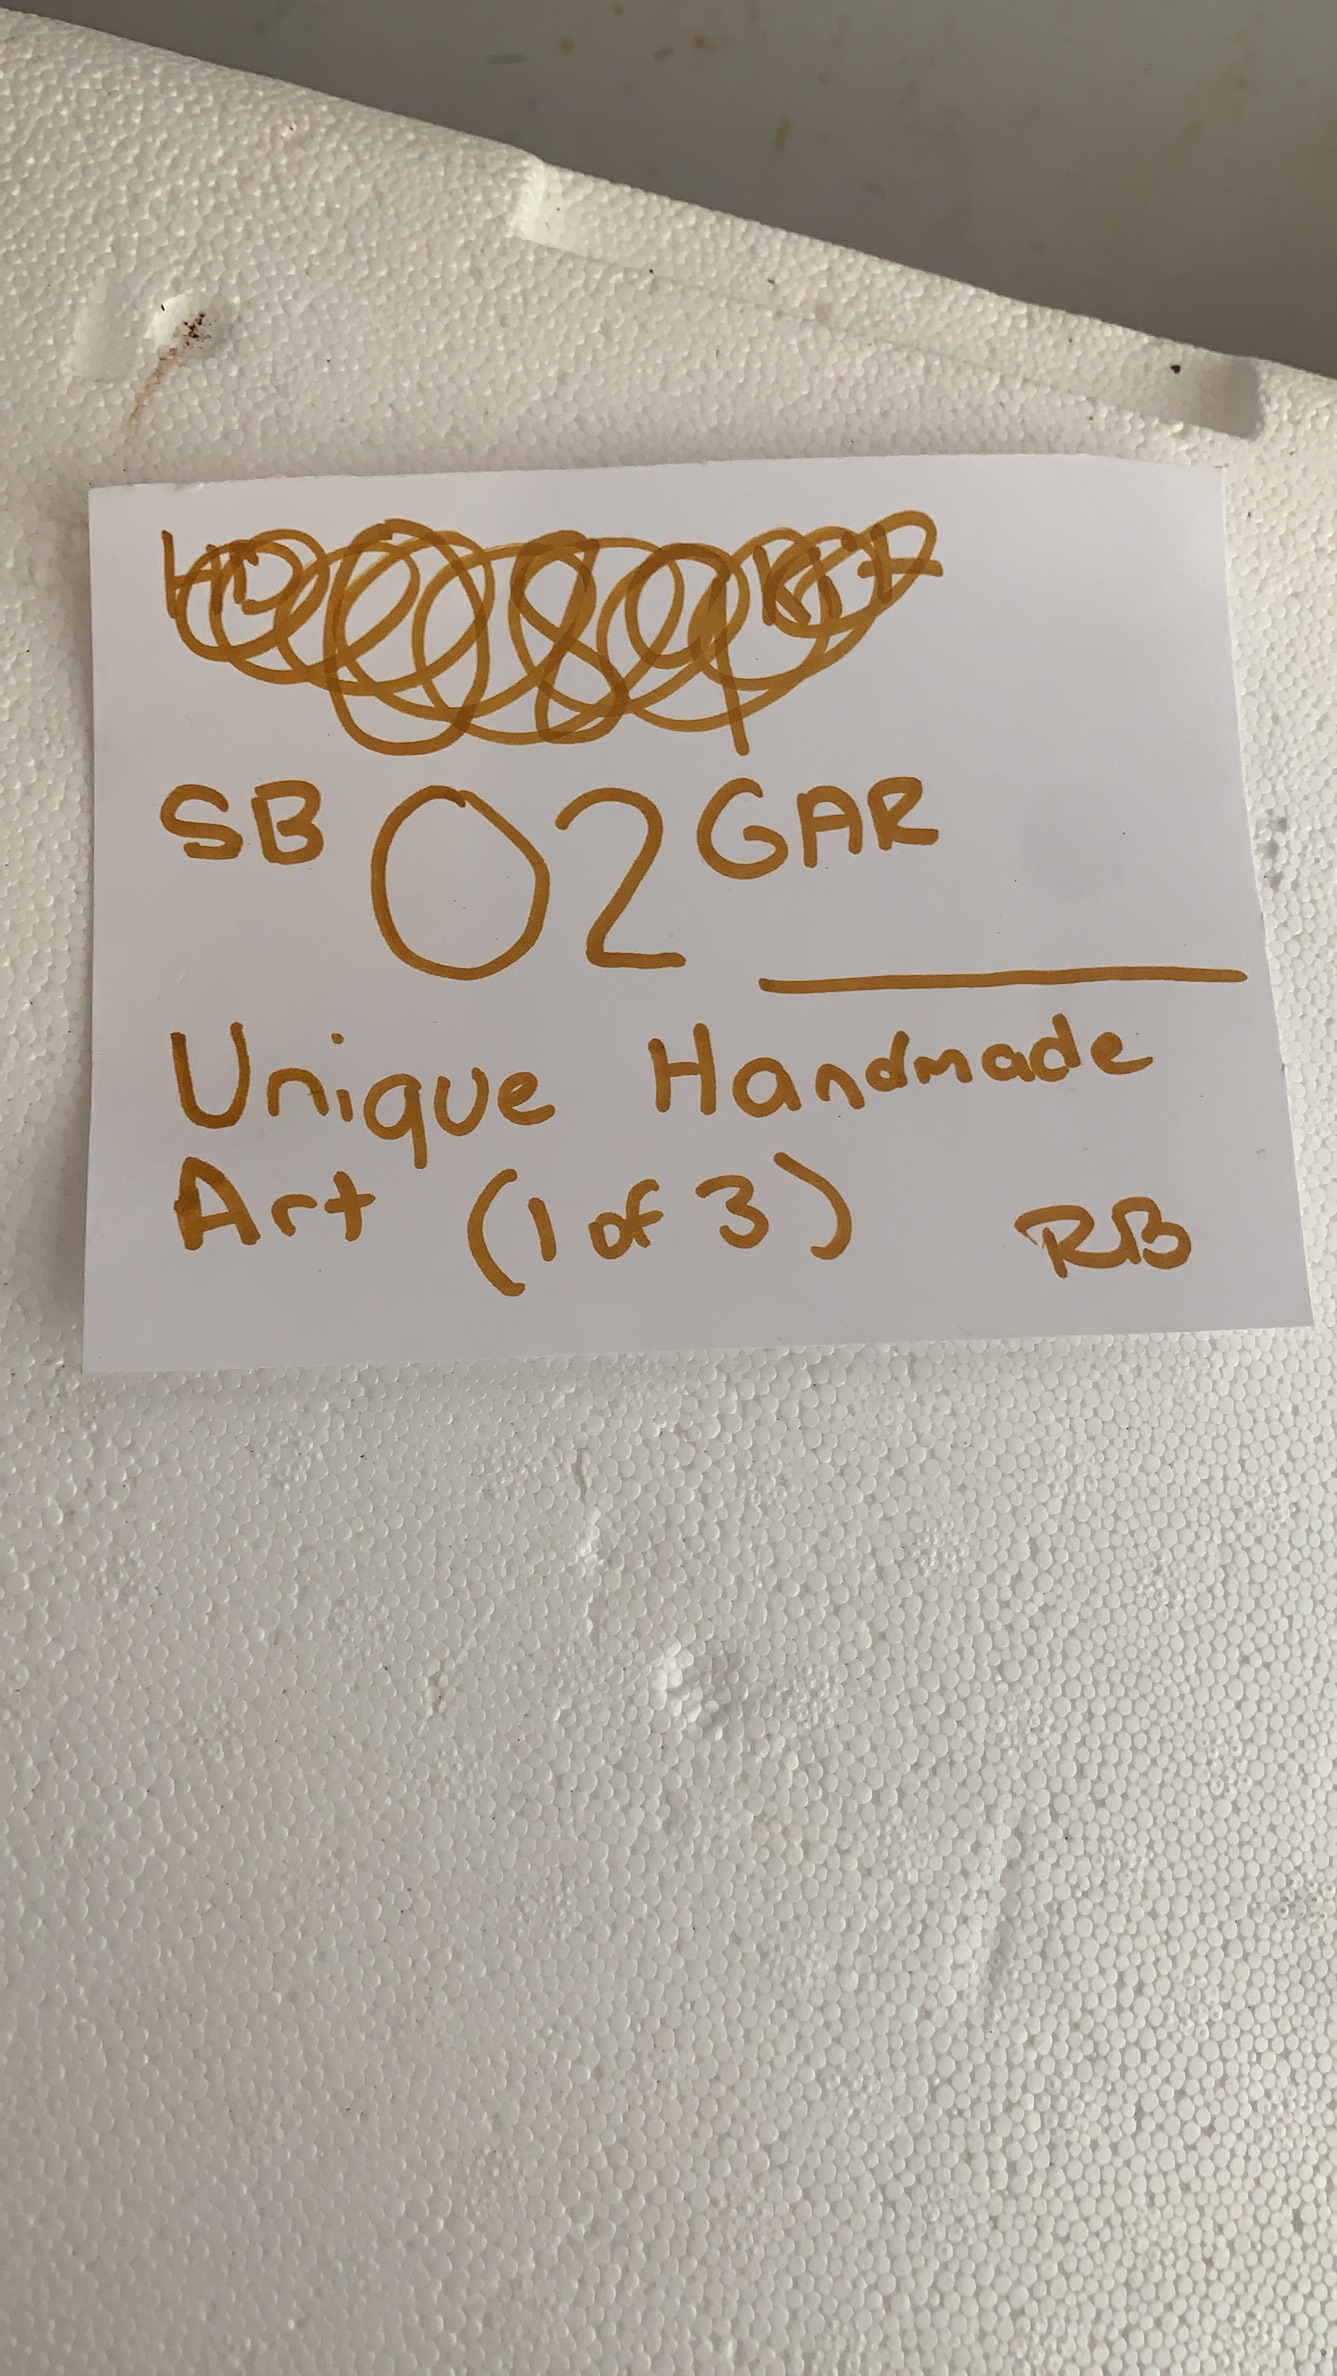 SB 02 GAR
Unique Handmade
Art (1 of 3) RB